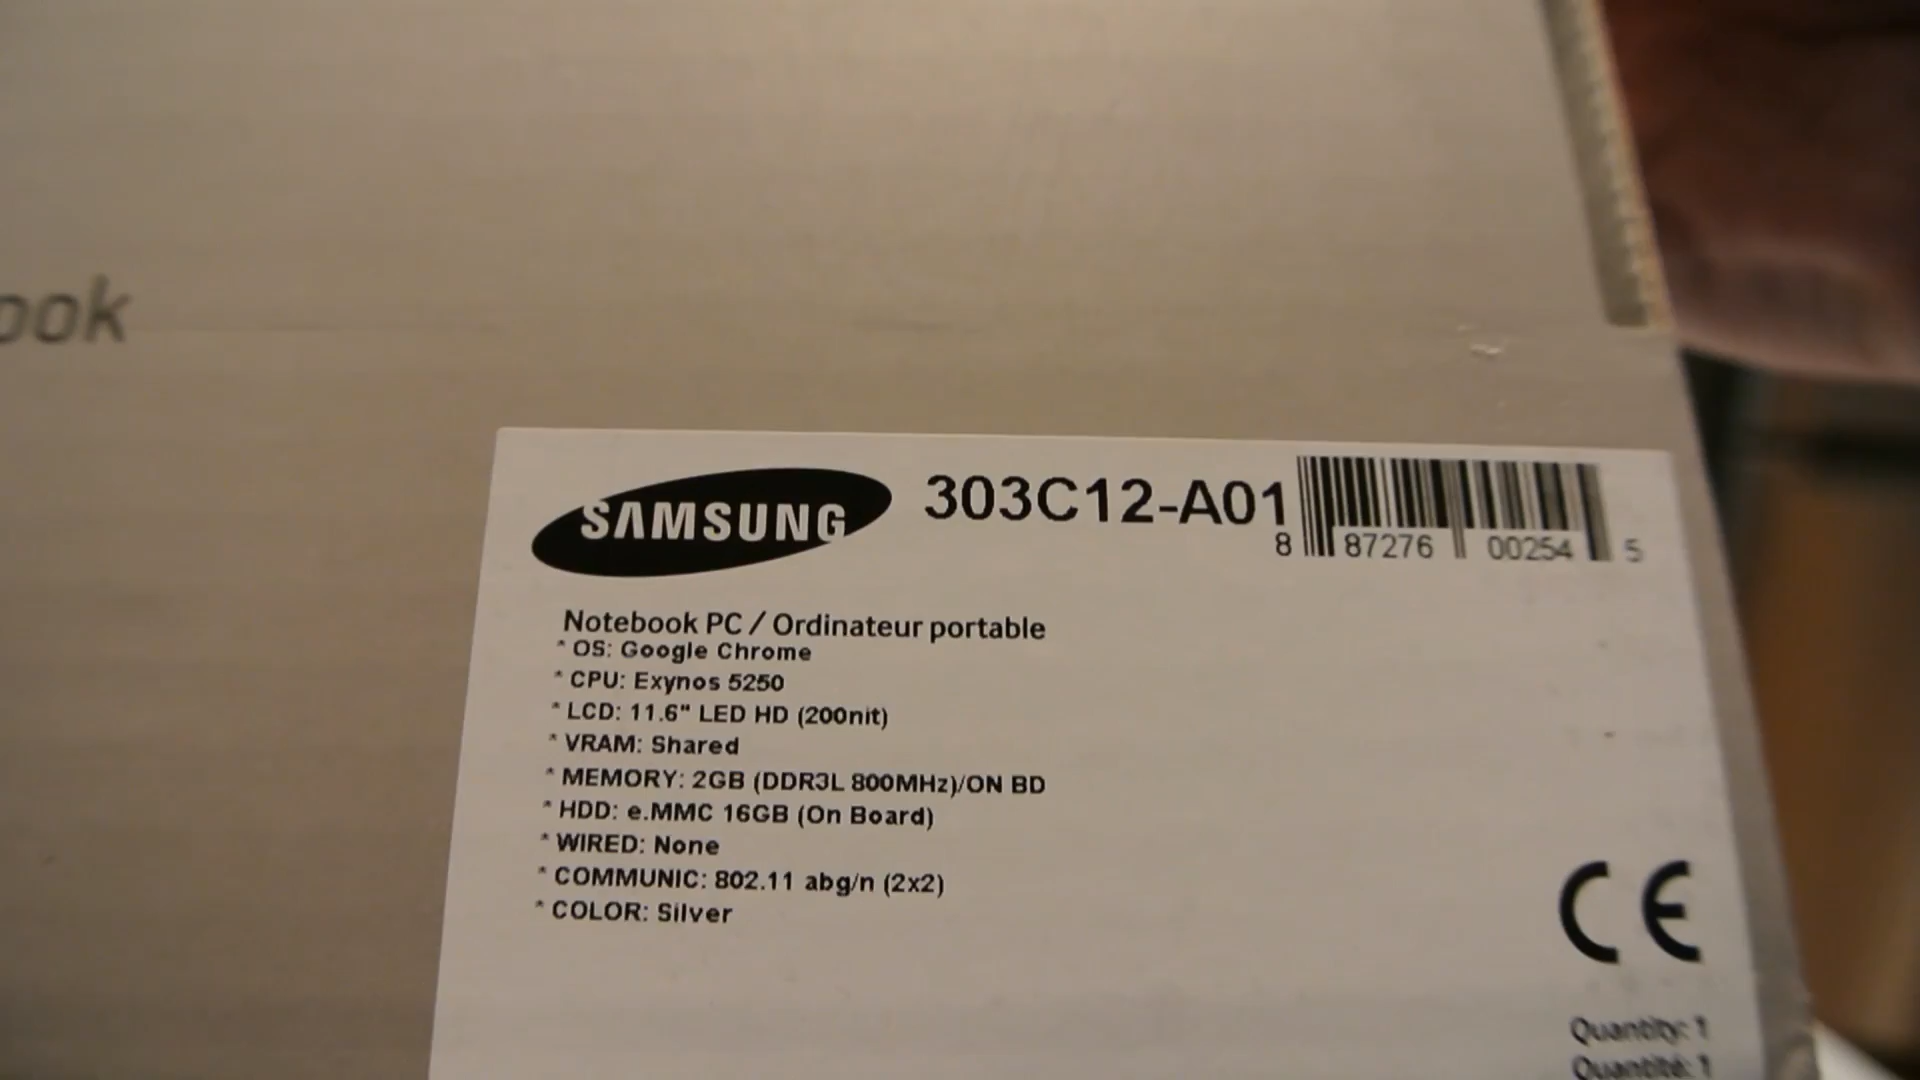 ook
SAMSUNG
303C12-A01
8 87276 00254 5
Notebook PC / Ordinateur portable
* OS: Google Chrome
* CPU: Exynos 5250
* LCD: 11.6" LED HD (200nit)
* VRAM: Shared
* MEMORY: 2GB (DDR3L 800MHz)/ON BD
* HDD: e.MMC 16GB (On Board)
* WIRED: None
* COMMUNIC: 802.11 abg/n (2x2)
* COLOR: Silver
CE
Quantity: 1
Quantité: 1